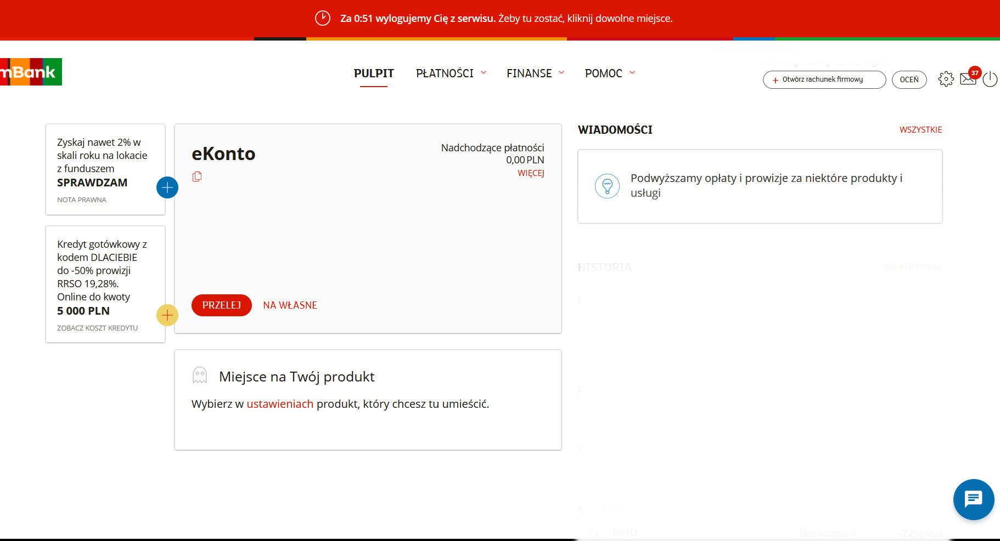 Za 0:51 wylogujemy Cię z serwisu. Żeby tu zostać, kliknij dowolne miejsce.
mBank
PULPIT
PŁATNOŚCI
FINANSE
POMOC
+ Otwórz rachunek firmowy
OCEŃ
37
Zyskaj nawet 2% w
skali roku na lokacie
z funduszem
SPRAWDZAM
NOTA PRAWNA
Kredyt gotówkowy z
kodem DLACIEBIE
do -50% prowizji
RRSO 19,28%.
Online do kwoty
5 000 PLN
ZOBACZ KOSZT KREDYTU
eKonto
Nadchodzące płatności
0,00 PLN
WIĘCEJ
PRZELEJ
NA WŁASNE
Miejsce na Twój produkt
Wybierz w ustawieniach produkt, który chcesz tu umieścić.
WIADOMOŚCI
WSZYSTKIE
Podwyższamy opłaty i prowizje za niektóre produkty i
usługi
HISTORIA
CAŁA HISTORIA
PAYU
Bez kategorii
-72,00 PLN